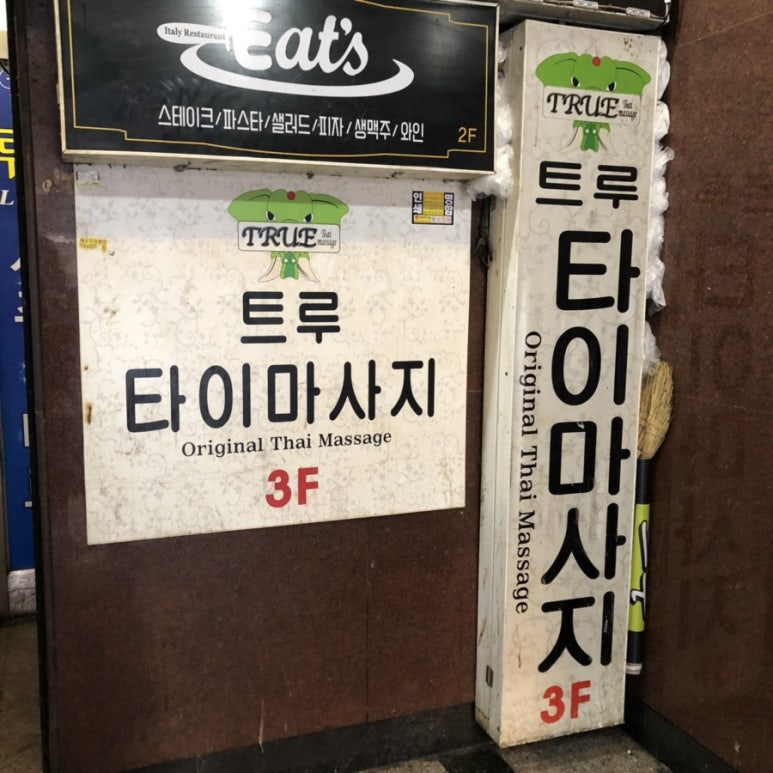 Italy Restaurant
Eat's
스테이크/파스타/샐러드/피자/생맥주/와인 2F
TRUE Thai massage
트루
타이마사지
Original Thai Massage
3F
TRUE Thai massage
트루
타이마사지
Original Thai Massage
3F